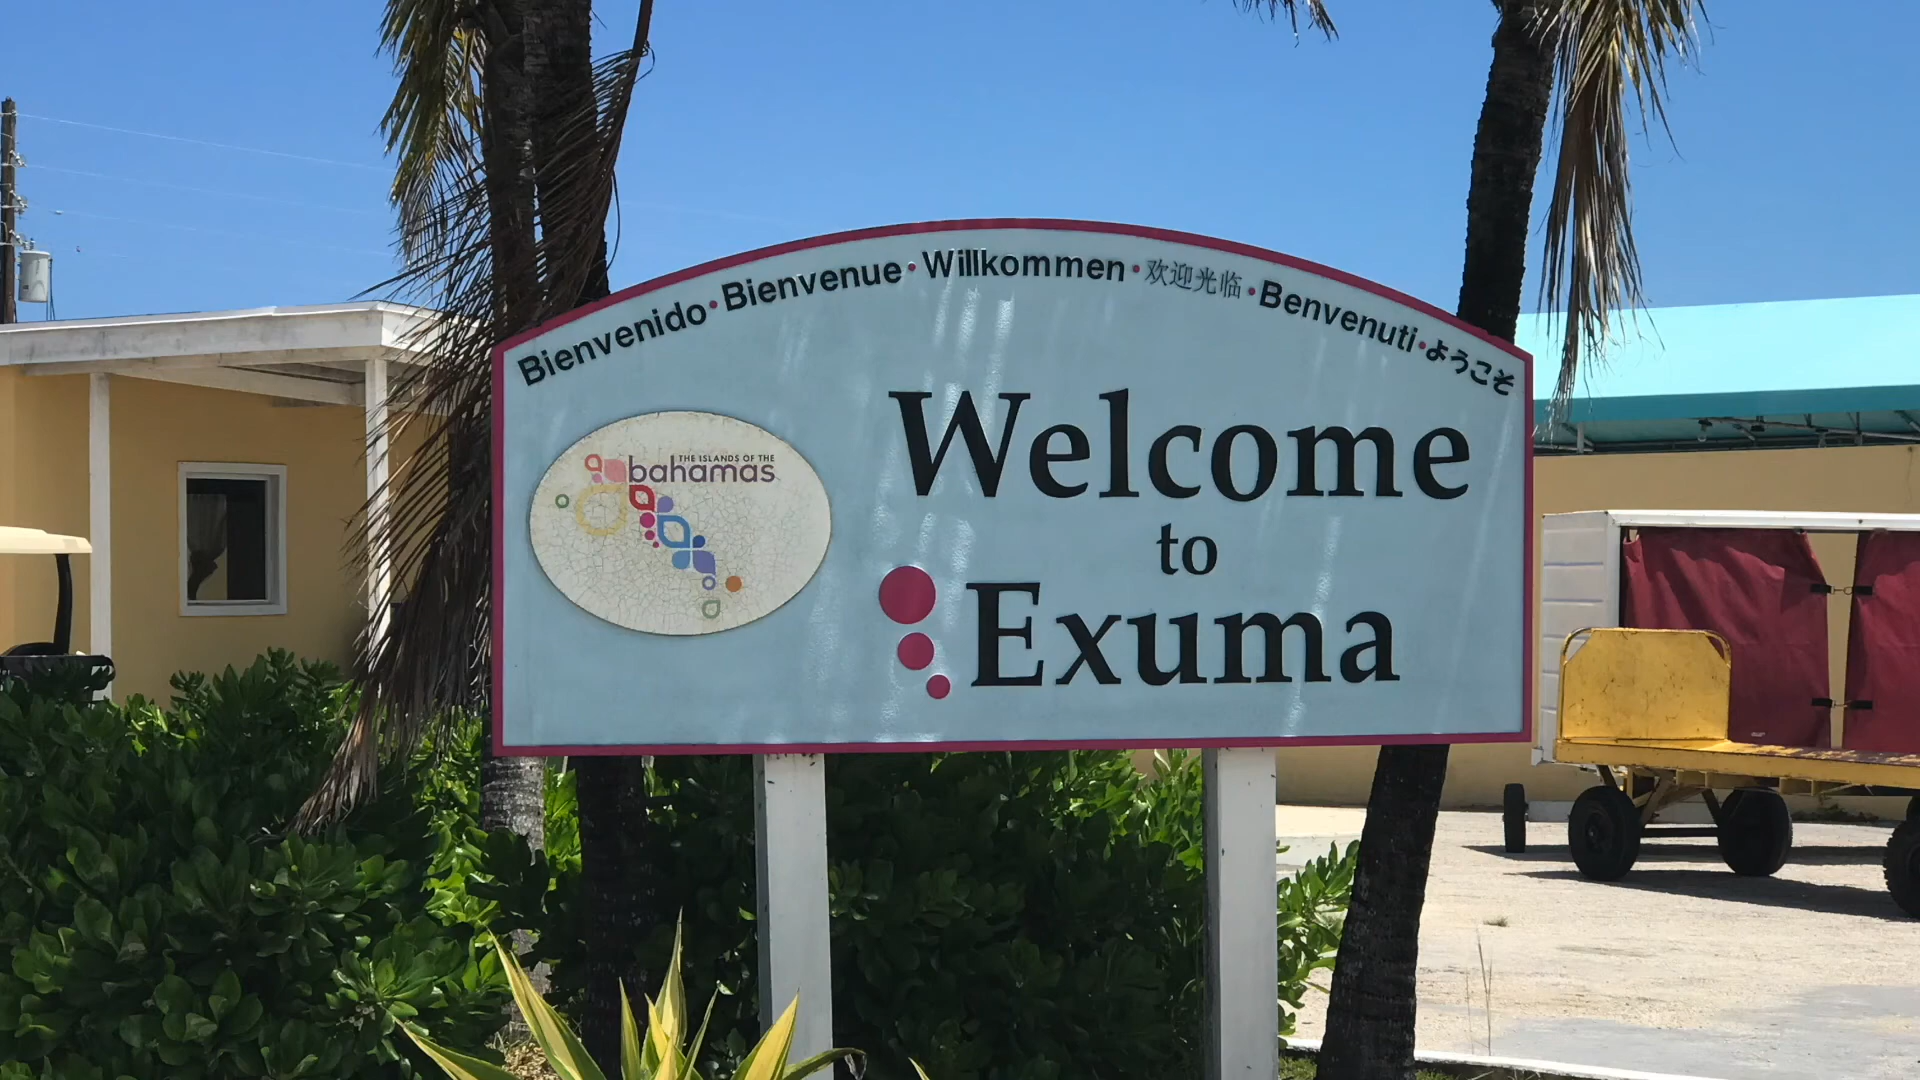 Bienvenido • Bienvenue • Willkommen • 欢迎光临 • Benvenuti • ようこそ
THE ISLANDS OF THE
bahamas
Welcome
to
Exuma